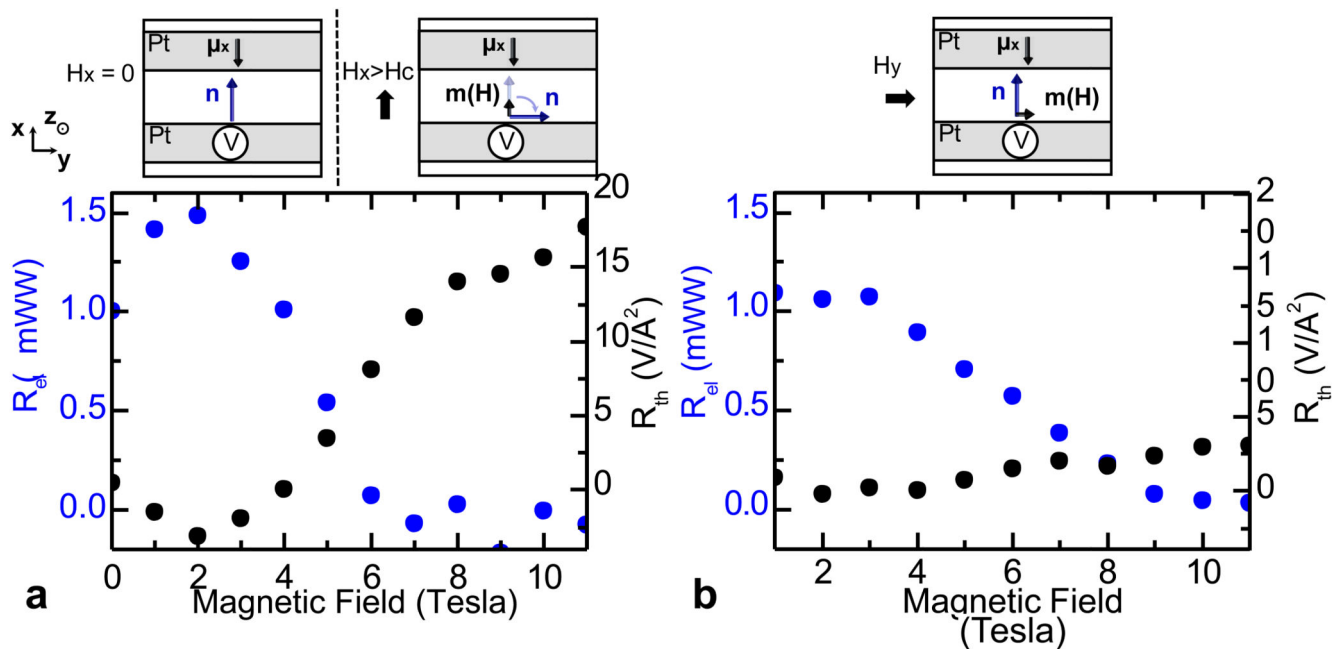 Pt
μx
Hx = 0
n
Pt
V
Hx>Hc
μx
m(H)
n
V
x
z
y
Hy
Pt
μx
n
m(H)
Pt
V
1.5
1.0
0.5
0.0
Rel( mWW)
20
15
10
5
0
Rth (V/A²)
0 2 4 6 8 10
Magnetic Field (Tesla)
a
1.5
1.0
0.5
0.0
Rel (mWW)
2
0
1
5
1
0
5
0
Rth (V/A²)
2 4 6 8 10
Magnetic Field
(Tesla)
b